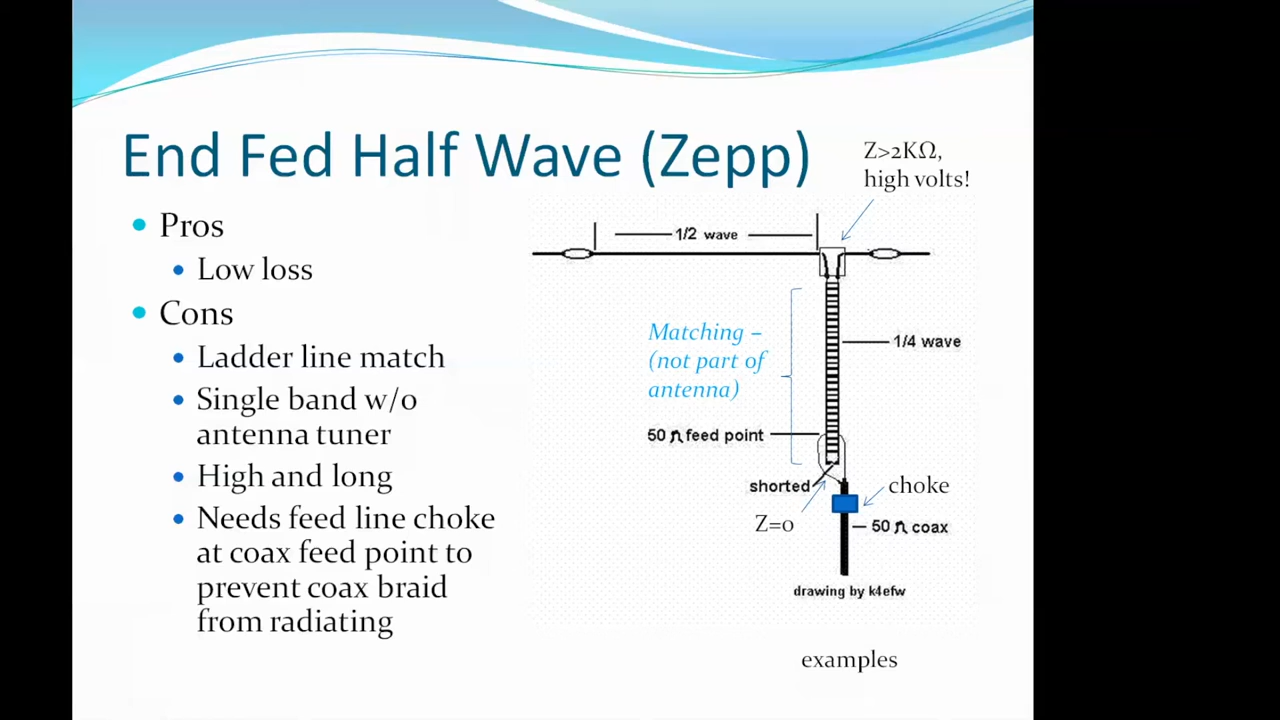 End Fed Half Wave (Zepp)
Z>2KΩ,
high volts!
• Pros
• Low loss
• Cons
• Ladder line match
• Single band w/o
antenna tuner
• High and long
• Needs feed line choke
at coax feed point to
prevent coax braid
from radiating
1/2 wave
Matching –
(not part of
antenna)
1/4 wave
50 Ω feed point
shorted
choke
Z=0
50 Ω coax
drawing by k4efw
examples